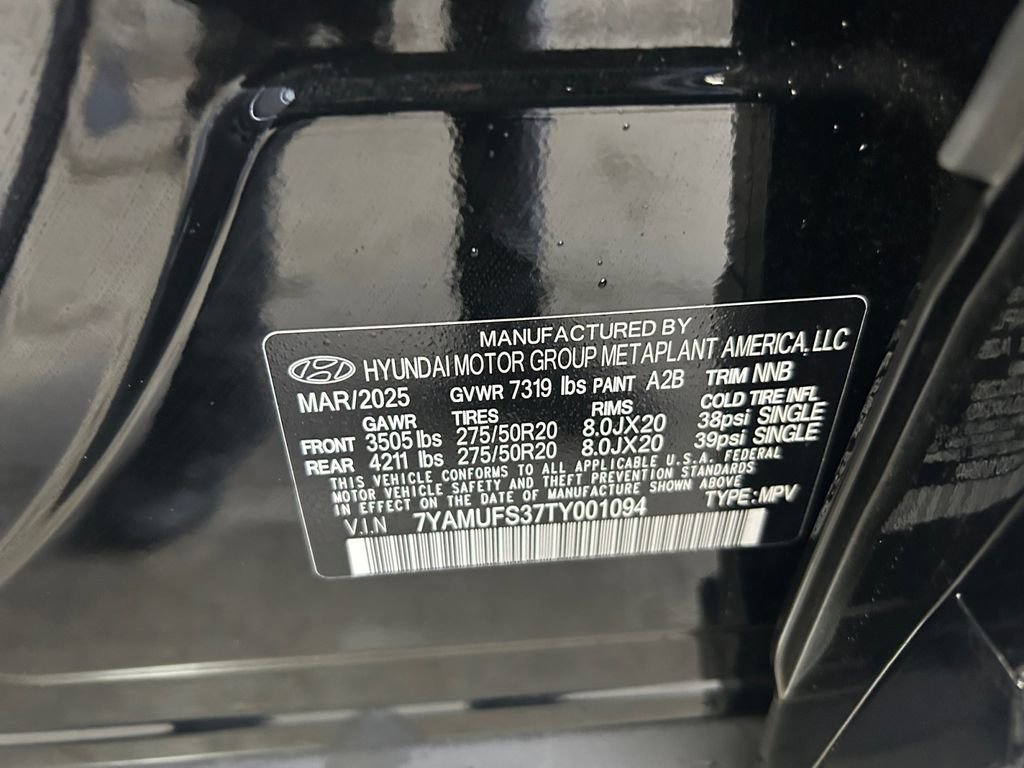 MANUFACTURED BY
HYUNDAI MOTOR GROUP METAPLANT AMERICA, LLC
MAR/2025 GVWR 7319 lbs PAINT A2B TRIM NNB
GAWR TIRES RIMS COLD TIRE INFL
FRONT 3505 lbs 275/50R20 8.0JX20 38psi SINGLE
REAR 4211 lbs 275/50R20 8.0JX20 39psi SINGLE
THIS VEHICLE CONFORMS TO ALL APPLICABLE U.S.A. FEDERAL
MOTOR VEHICLE SAFETY AND THEFT PREVENTION STANDARDS
IN EFFECT ON THE DATE OF MANUFACTURE SHOWN ABOVE
V.I.N 7YAMUFS37TY001094 TYPE:MPV